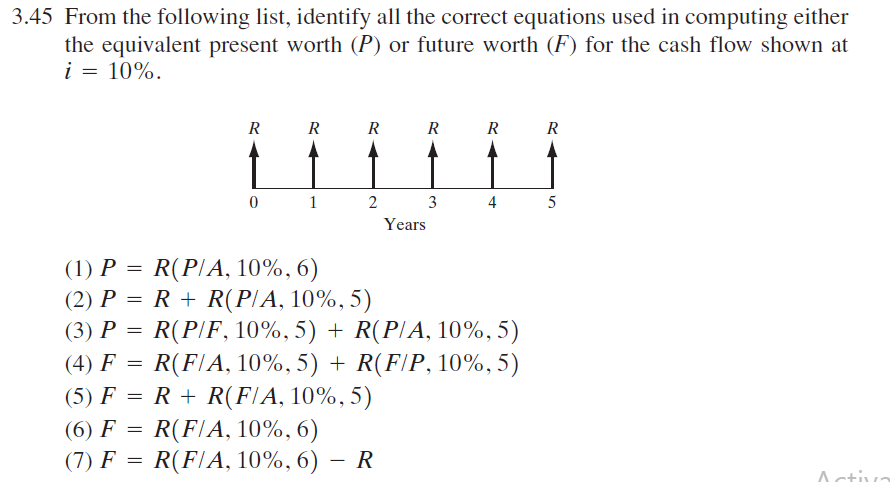 3.45 From the following list, identify all the correct equations used in computing either
the equivalent present worth (P) or future worth (F) for the cash flow shown at
i = 10%.
R R R R R R
0 1 2 3 4 5
Years
(1) P = R(P/A, 10%, 6)
(2) P = R + R(P/A, 10%, 5)
(3) P = R(P/F, 10%, 5) + R(P/A, 10%, 5)
(4) F = R(F/A, 10%, 5) + R(F/P, 10%, 5)
(5) F = R + R(F/A, 10%, 5)
(6) F = R(F/A, 10%, 6)
(7) F = R(F/A, 10%, 6) − R